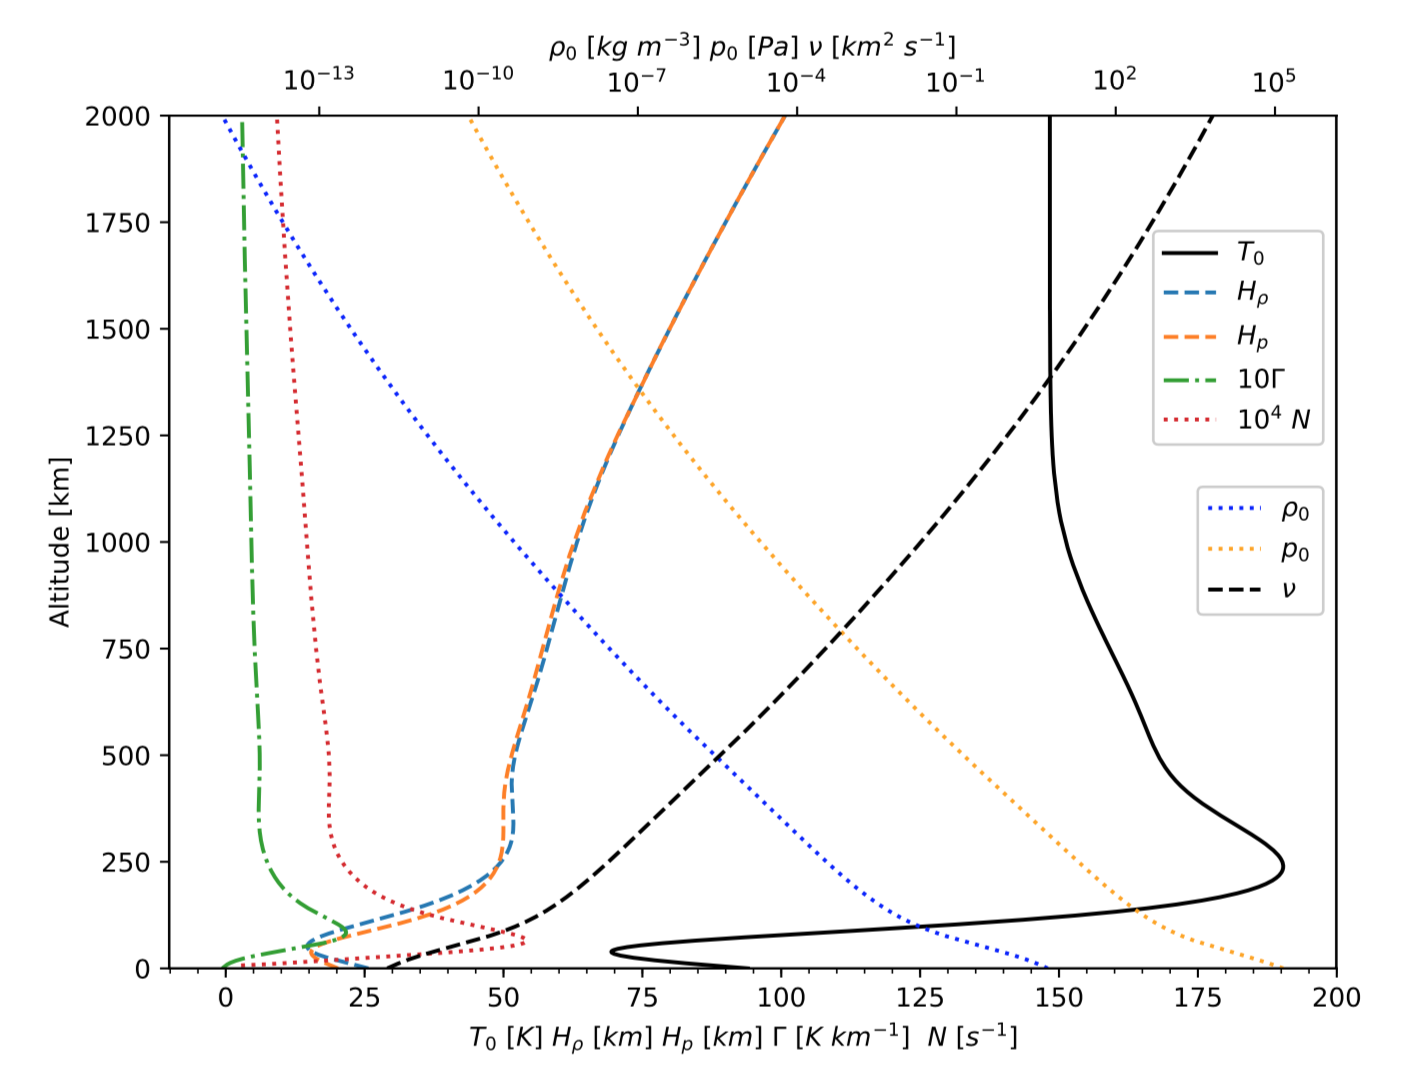 ρ₀ [kg m⁻³] p₀ [Pa] ν [km² s⁻¹]
10⁻¹³ 10⁻¹⁰ 10⁻⁷ 10⁻⁴ 10⁻¹ 10² 10⁵
2000
1750
1500
1250
1000
750
500
250
0
Altitude [km]
T₀
Hρ
Hp
10Γ
10⁴ N
ρ₀
p₀
ν
0 25 50 75 100 125 150 175 200
T₀ [K] Hρ [km] Hp [km] Γ [K km⁻¹] N [s⁻¹]